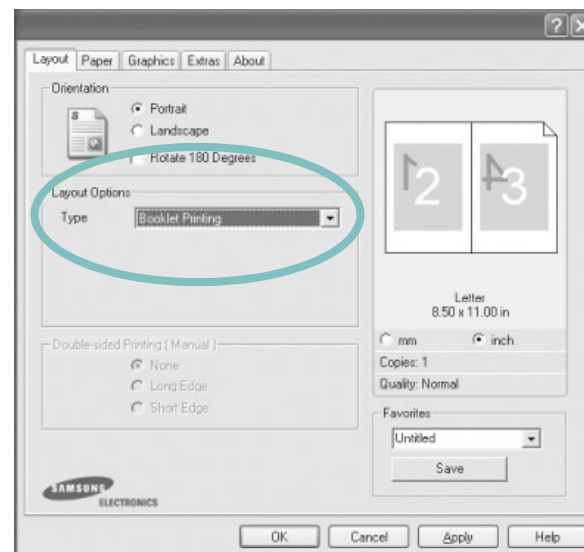 Layout Paper Graphics Extras About
Orientation
S
Portrait
Landscape
Rotate 180 Degrees
Layout Options
Type Booklet Printing
Double-sided Printing ( Manual )
None
Long Edge
Short Edge
SAMSUNG
ELECTRONICS
1 2 4 3
Letter
8.50 x 11.00 in
mm inch
Copies: 1
Quality: Normal
Favorites
Untitled
Save
OK Cancel Apply Help